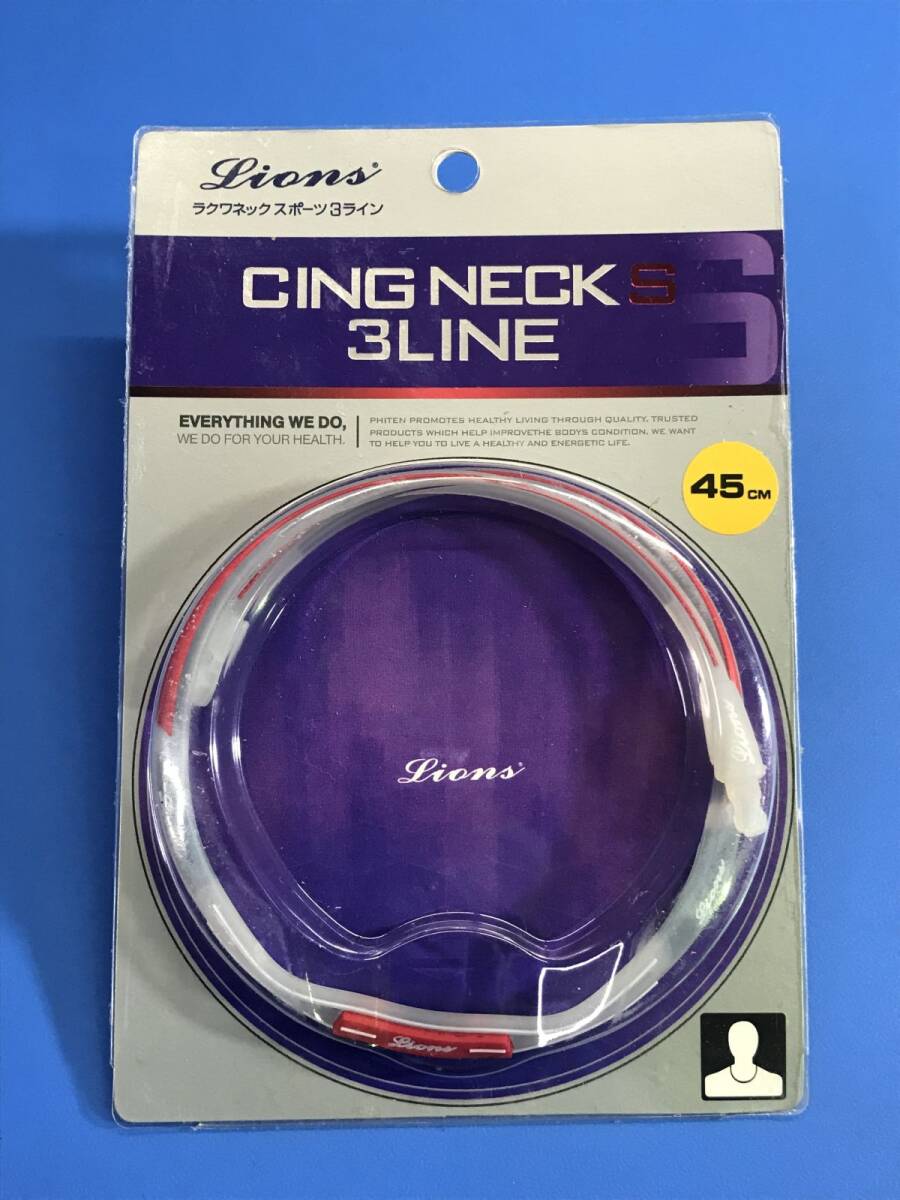 Lions®
ラクワネックスポーツ3ライン
CING NECK S
3LINE
S
EVERYTHING WE DO,
WE DO FOR YOUR HEALTH.
PHITEN PROMOTES HEALTHY LIVING THROUGH QUALITY, TRUSTED
PRODUCTS WHICH HELP IMPROVETHE BODYS CONDITION. WE WANT
TO HELP YOU TO LIVE A HEALTHY AND ENERGETIC LIFE.
45CM
Lions
Lions®
Lions
Lions